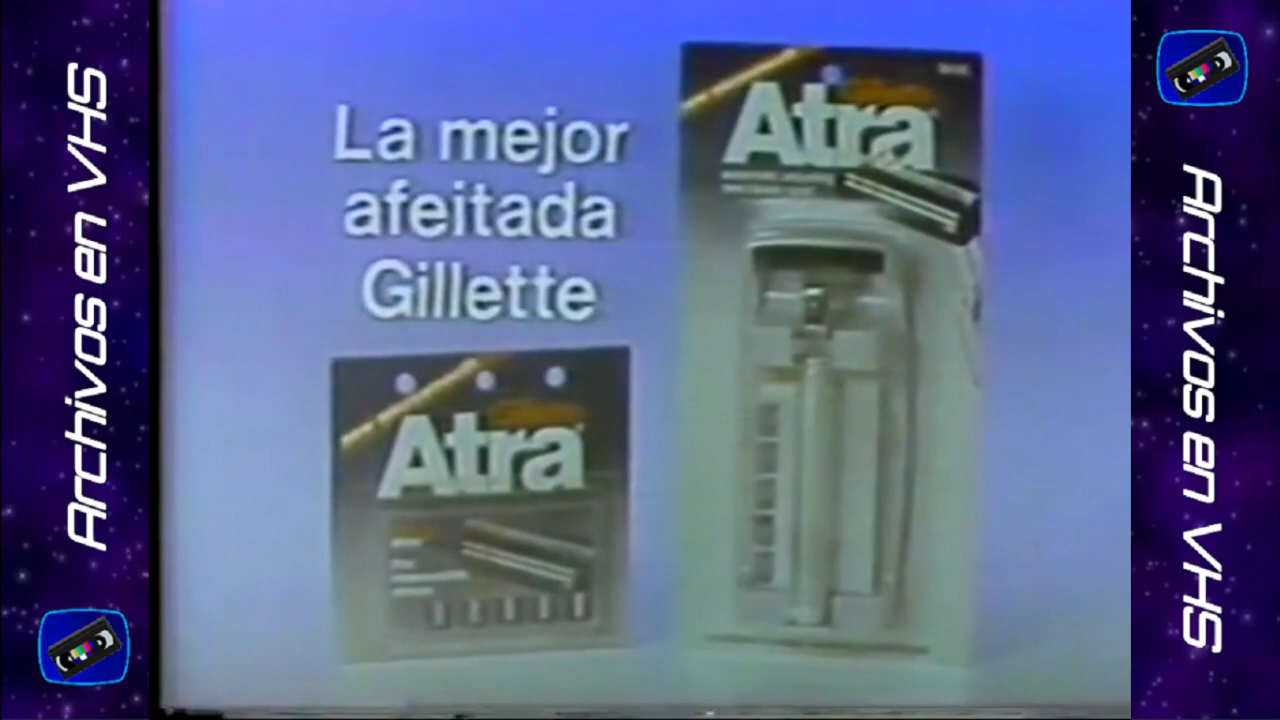 Archivos en VHS
La mejor
afeitada
Gillette
Atra
Atra
Archivos en VHS